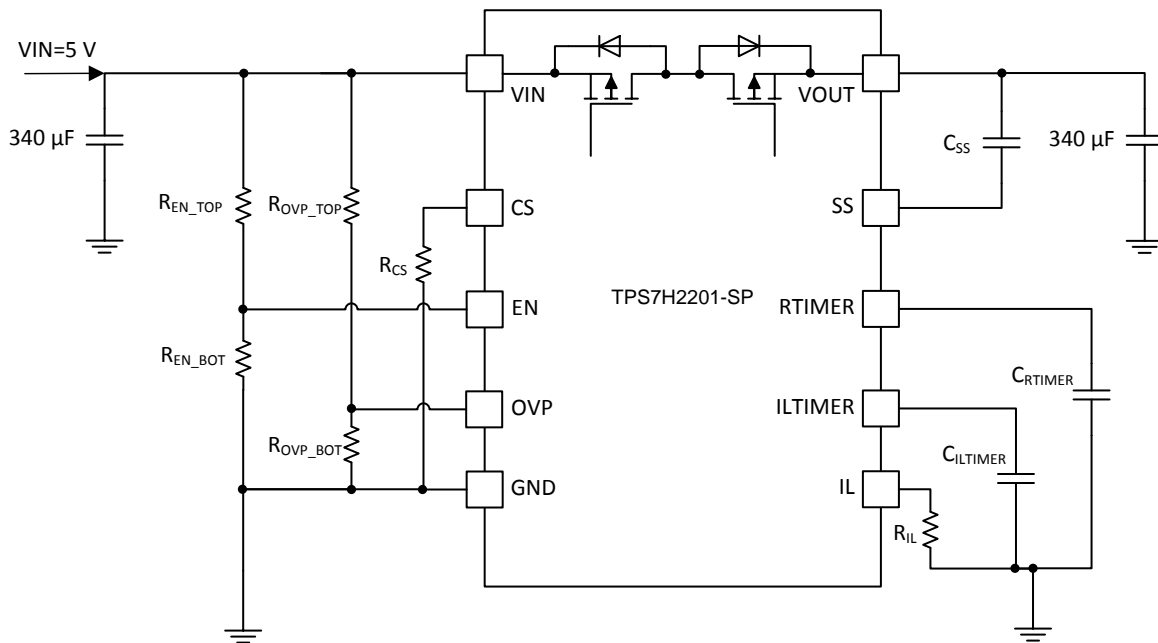 VIN=5 V
VIN
VOUT
340 µF
C_SS
340 µF
R_EN_TOP
R_OVP_TOP
CS
SS
R_CS
TPS7H2201-SP
EN
RTIMER
R_EN_BOT
C_RTIMER
OVP
ILTIMER
R_OVP_BOT
C_ILTIMER
GND
IL
R_IL